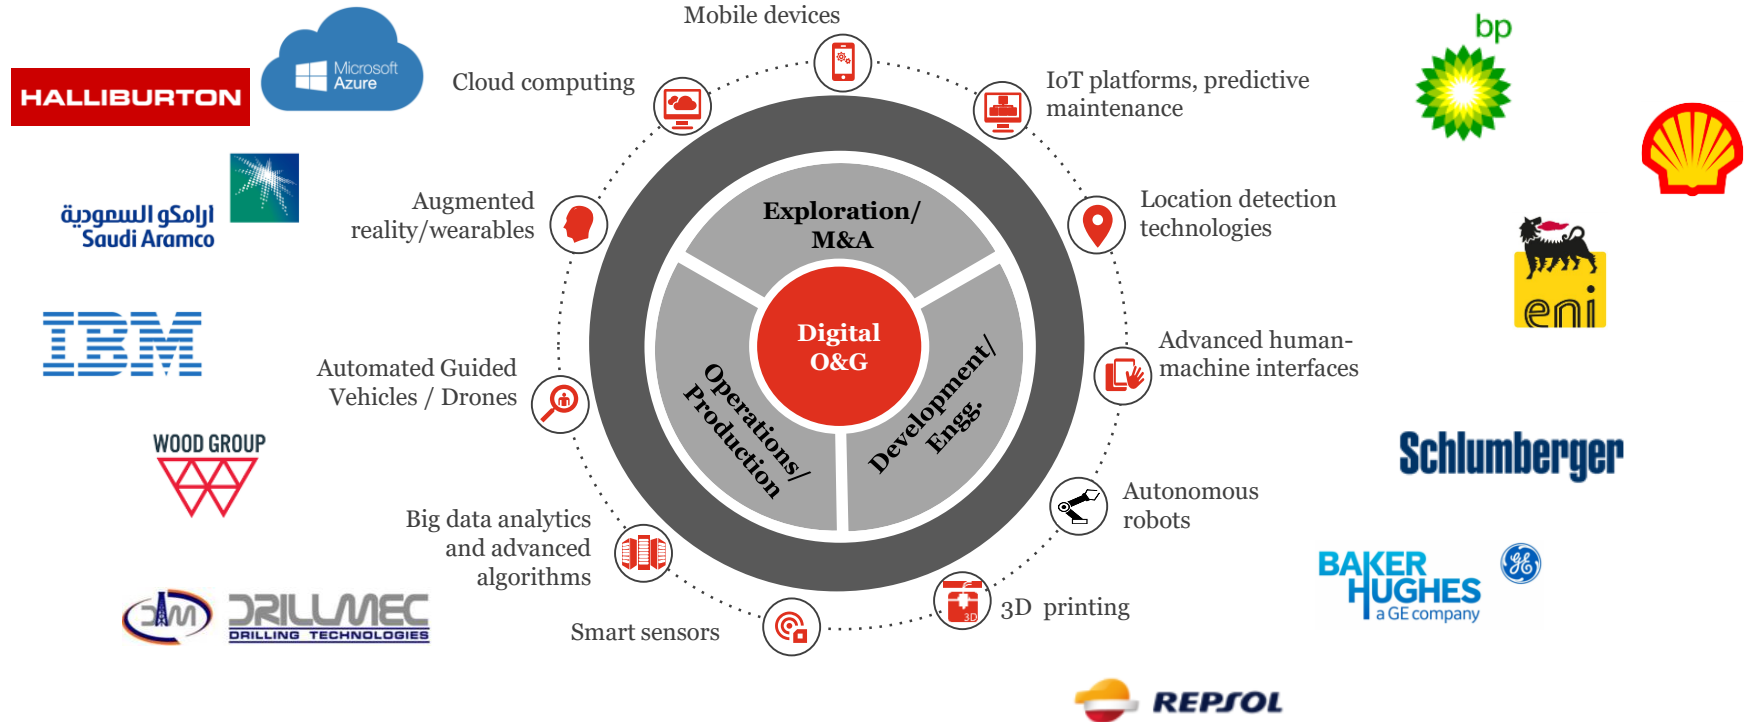 Mobile devices
Cloud computing
IoT platforms, predictive
maintenance
Augmented
reality/wearables
Location detection
technologies
Automated Guided
Vehicles / Drones
Advanced human-
machine interfaces
Big data analytics
and advanced
algorithms
Autonomous
robots
Smart sensors
3D printing
3D
Exploration/
M&A
Digital
O&G
Operations/
Production
Development/
Engg.
HALLIBURTON
Microsoft
Azure
أرامكو السعودية
Saudi Aramco
IBM
WOOD GROUP
DM
DRILLMEC
DRILLING TECHNOLOGIES
bp
eni
Schlumberger
BAKER
HUGHES
a GE company
GE
REPSOL